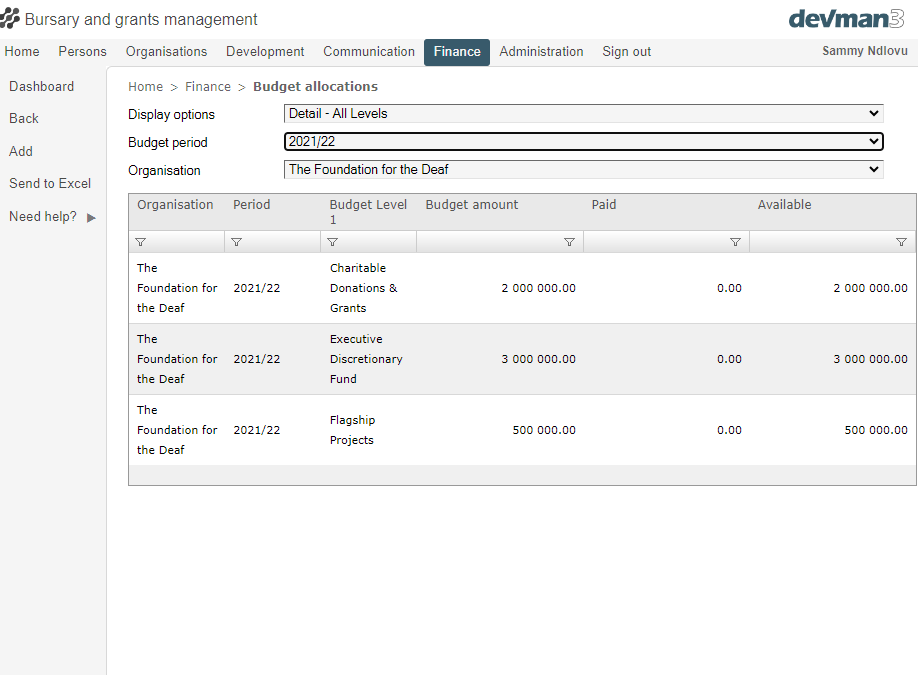 Bursary and grants management
devman3
Home Persons Organisations Development Communication Finance Administration Sign out Sammy Ndlovu
Dashboard
Back
Add
Send to Excel
Need help?
Home > Finance > Budget allocations
Display options Detail - All Levels
Budget period 2021/22
Organisation The Foundation for the Deaf
Organisation Period Budget Level 1 Budget amount Paid Available
The Foundation for the Deaf 2021/22 Charitable Donations & Grants 2 000 000.00 0.00 2 000 000.00
The Foundation for the Deaf 2021/22 Executive Discretionary Fund 3 000 000.00 0.00 3 000 000.00
The Foundation for the Deaf 2021/22 Flagship Projects 500 000.00 0.00 500 000.00